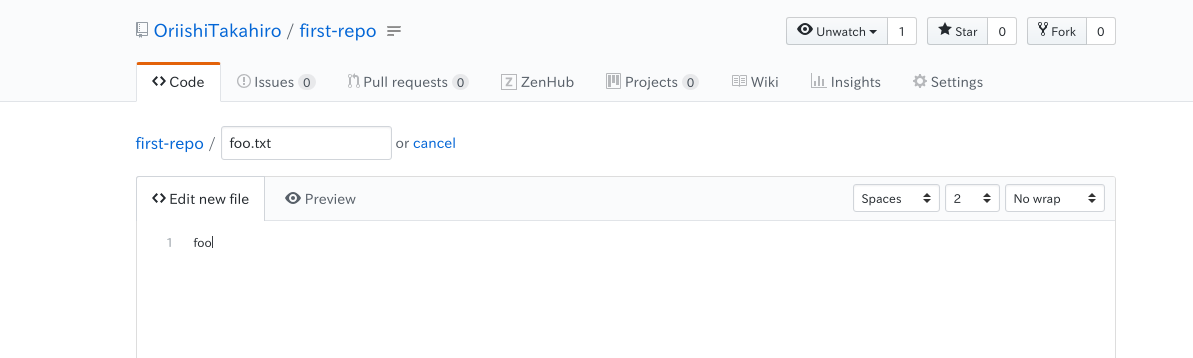 OriishiTakahiro / first-repo Unwatch 1 Star 0 Fork 0
Code Issues 0 Pull requests 0 Z ZenHub Projects 0 Wiki Insights Settings
first-repo / foo.txt or cancel
Edit new file Preview Spaces 2 No wrap
1 foo